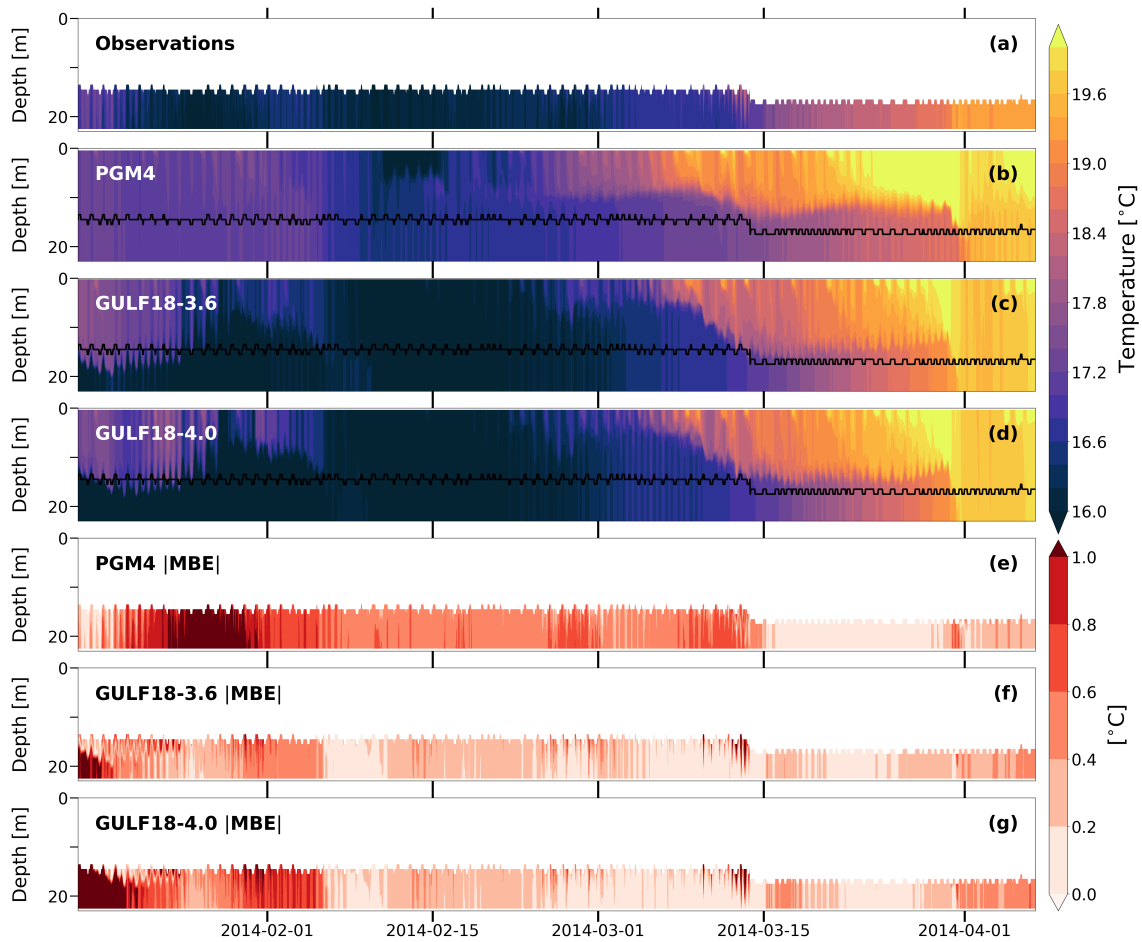 Observations (a)
Depth [m]
0
20
PGM4 (b)
Depth [m]
0
20
GULF18-3.6 (c)
Depth [m]
0
20
GULF18-4.0 (d)
Depth [m]
0
20
19.6
19.0
18.4
17.8
17.2
16.6
16.0
Temperature [°C]
PGM4 |MBE| (e)
Depth [m]
0
20
GULF18-3.6 |MBE| (f)
Depth [m]
0
20
GULF18-4.0 |MBE| (g)
Depth [m]
0
20
1.0
0.8
0.6
0.4
0.2
0.0
[°C]
2014-02-01 2014-02-15 2014-03-01 2014-03-15 2014-04-01